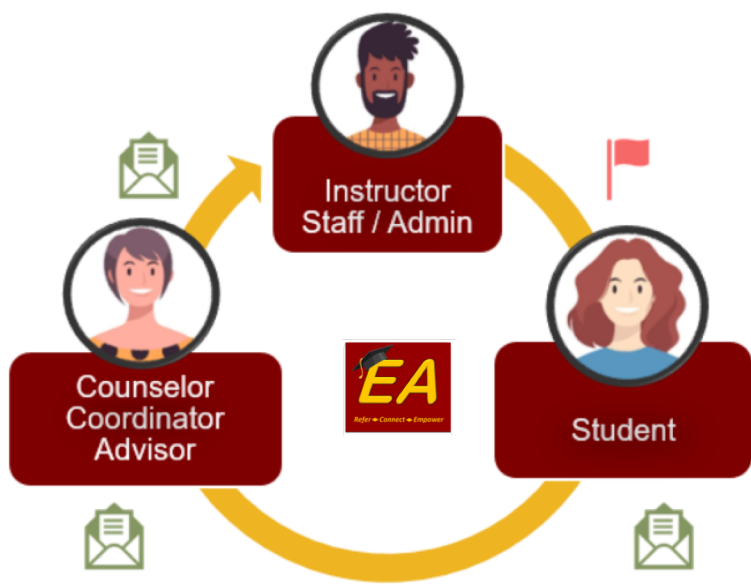 Instructor
Staff / Admin
Counselor
Coordinator
Advisor
EA
Refer Connect Empower
Student